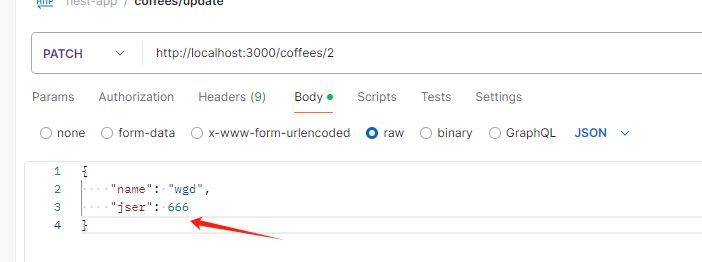 nest-app / coffees/update
PATCH http://localhost:3000/coffees/2
Params Authorization Headers (9) Body Scripts Tests Settings
none form-data x-www-form-urlencoded raw binary GraphQL JSON
1 {
2 "name": "wgd",
3 "jser": 666
4 }